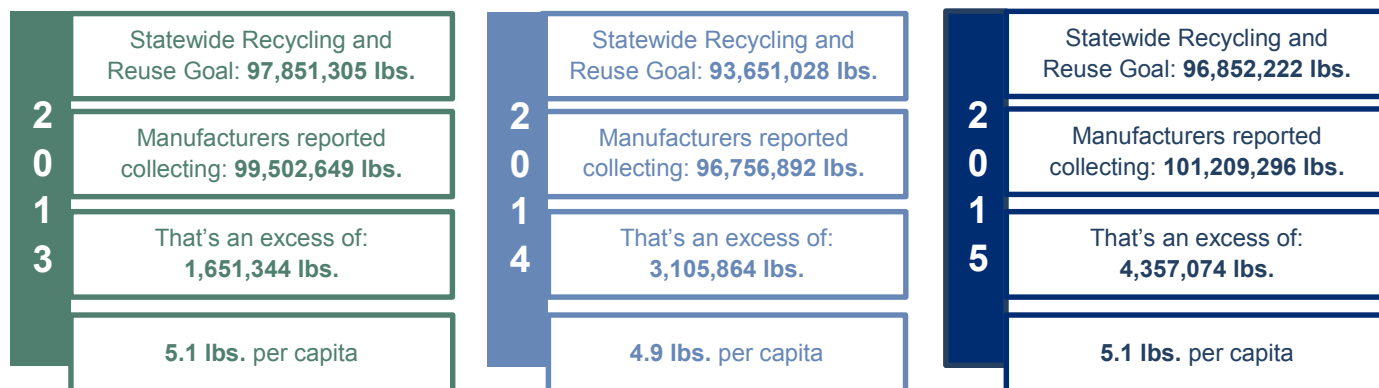 2013
Statewide Recycling and
Reuse Goal: 97,851,305 lbs.
Manufacturers reported
collecting: 99,502,649 lbs.
That's an excess of:
1,651,344 lbs.
5.1 lbs. per capita
2014
Statewide Recycling and
Reuse Goal: 93,651,028 lbs.
Manufacturers reported
collecting: 96,756,892 lbs.
That's an excess of:
3,105,864 lbs.
4.9 lbs. per capita
2015
Statewide Recycling and
Reuse Goal: 96,852,222 lbs.
Manufacturers reported
collecting: 101,209,296 lbs.
That's an excess of:
4,357,074 lbs.
5.1 lbs. per capita